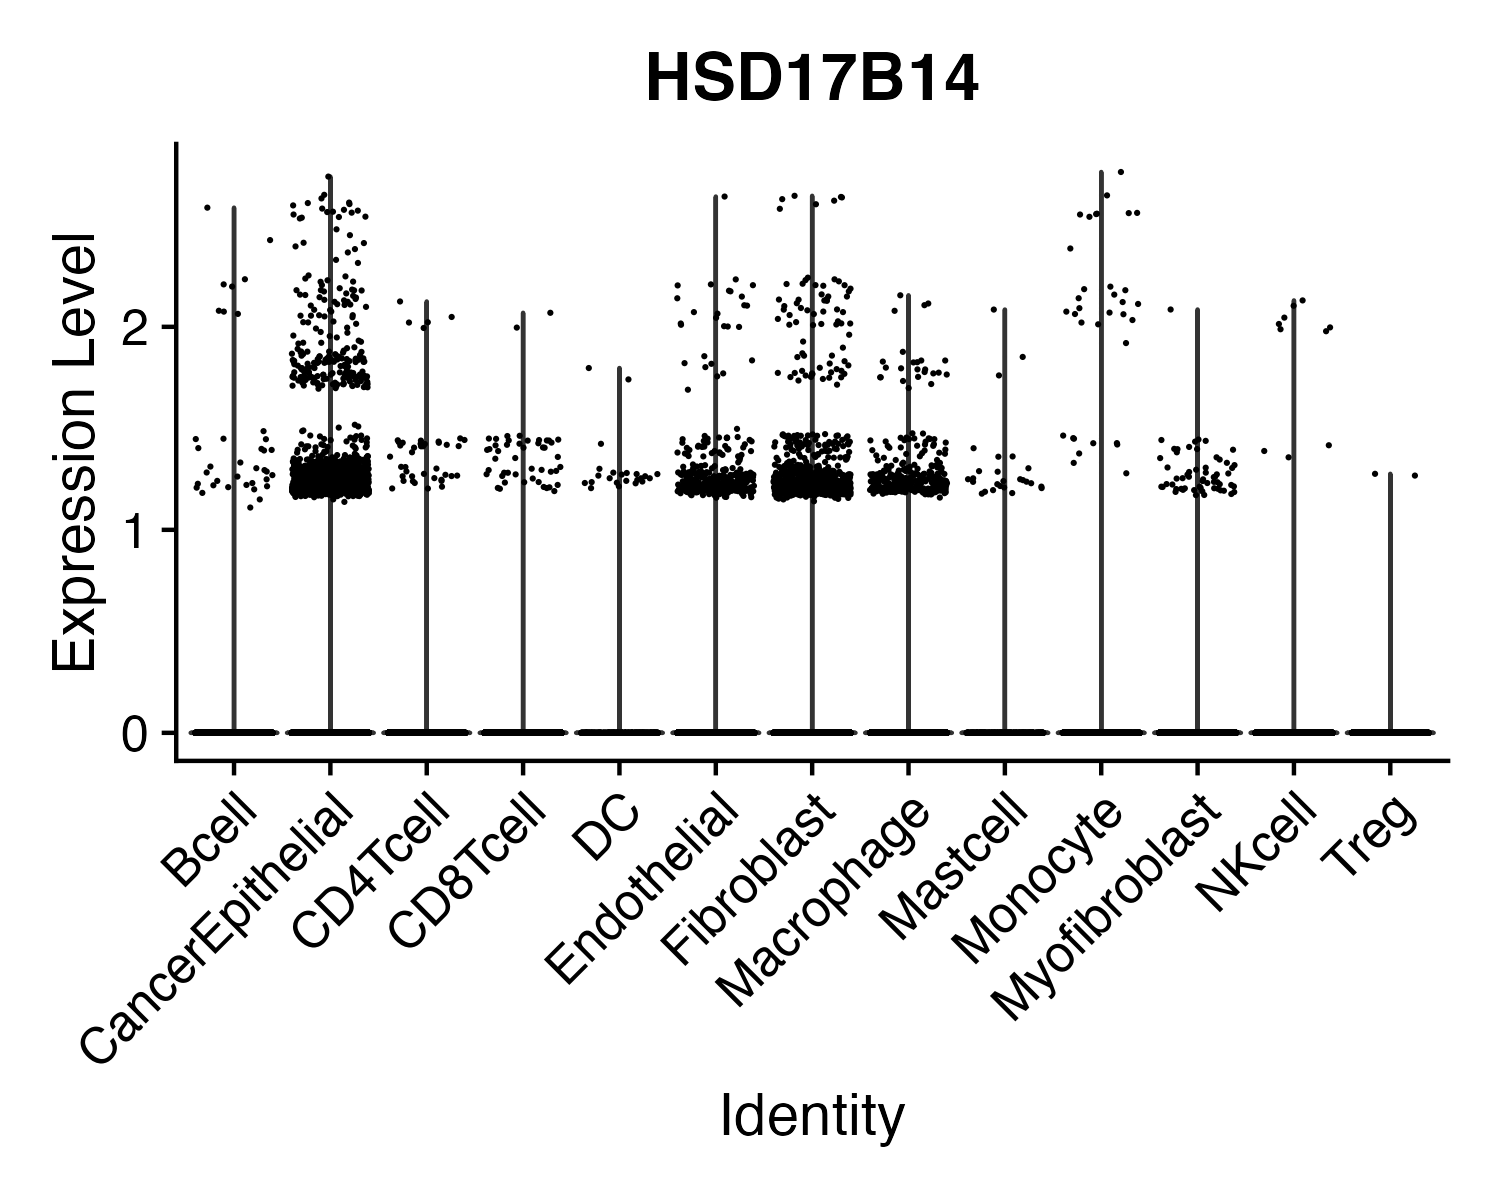 HSD17B14
Expression Level
2
1
0
Bcell
CancerEpithelial
CD4Tcell
CD8Tcell
DC
Endothelial
Fibroblast
Macrophage
Mastcell
Monocyte
Myofibroblast
NKcell
Treg
Identity